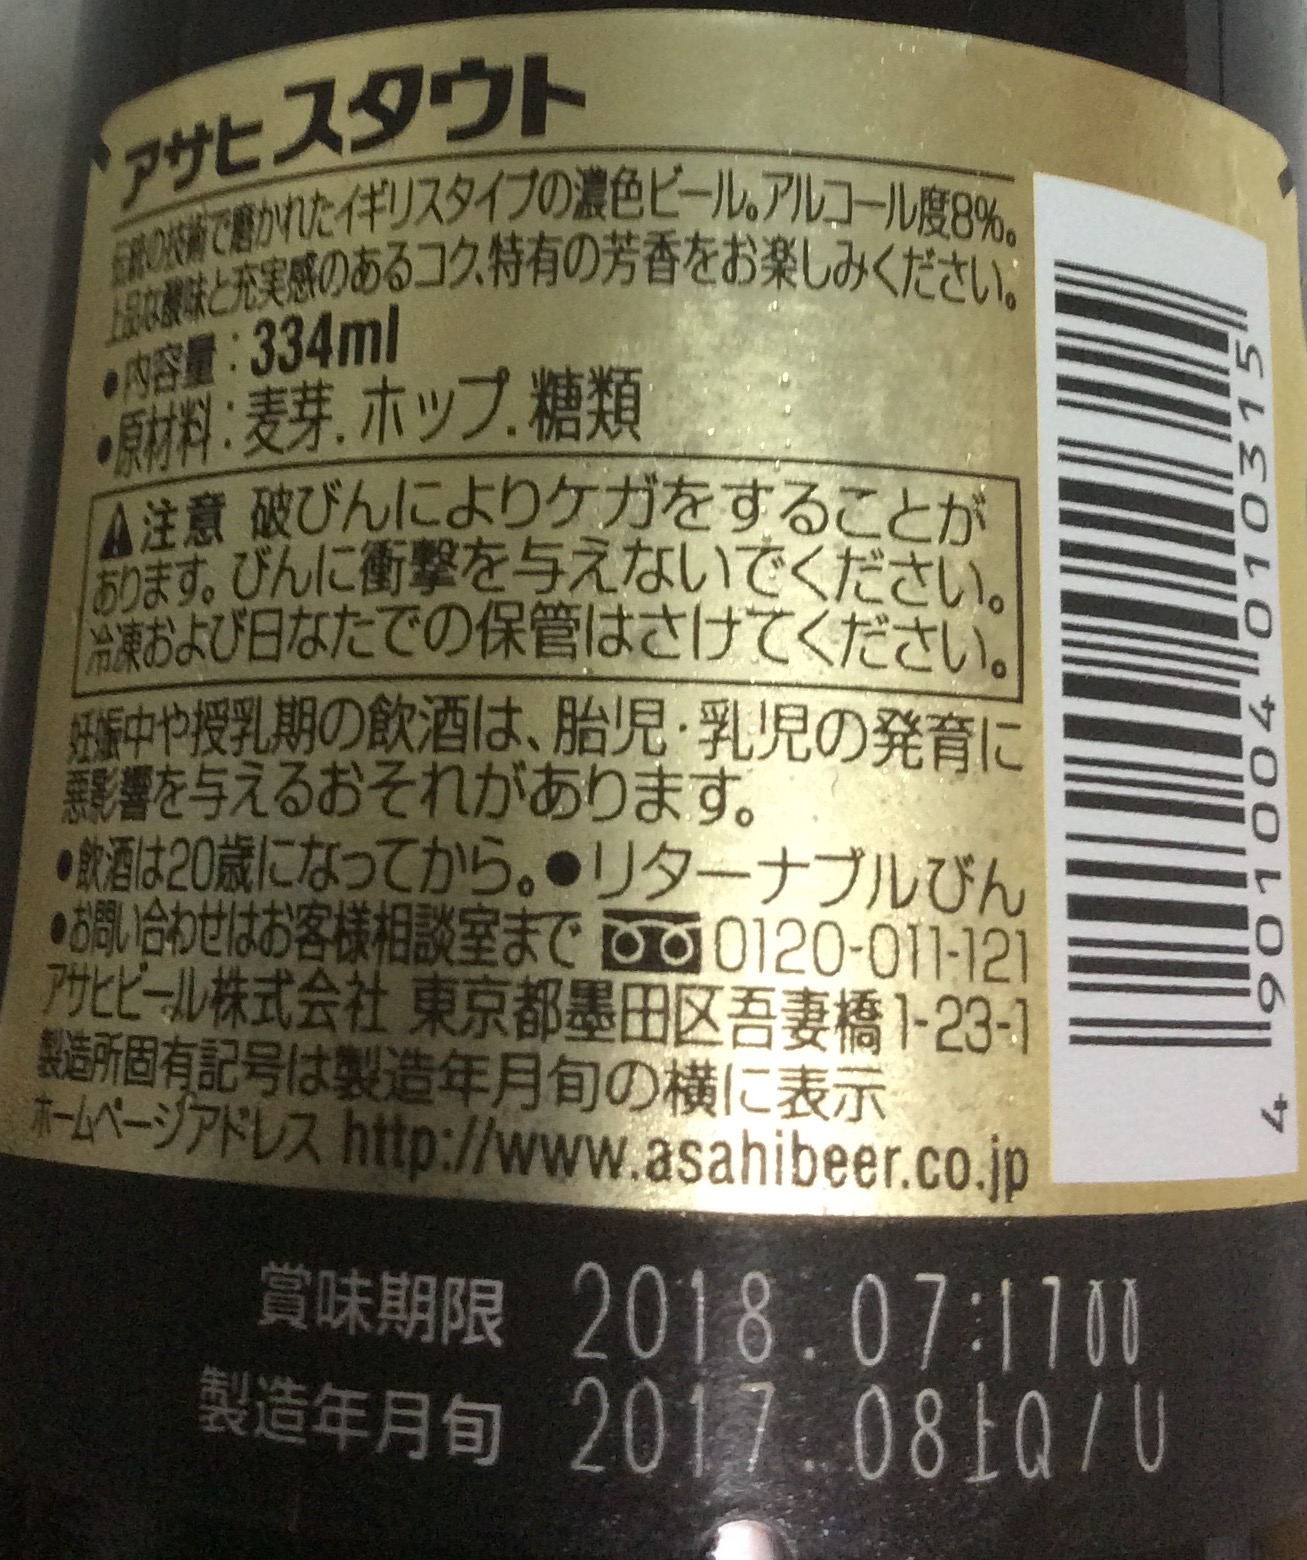 アサヒスタウト
伝統の技術で磨かれたイギリスタイプの濃色ビール。アルコール度8%。
上品な酸味と充実感のあるコク、特有の芳香をお楽しみください。
●内容量:334ml
●原材料:麦芽.ホップ.糖類
注意 破びんによりケガをすることが
あります。びんに衝撃を与えないでください。
冷凍および日なたでの保管はさけてください。
妊娠中や授乳期の飲酒は、胎児・乳児の発育に
悪影響を与えるおそれがあります。
●飲酒は20歳になってから。●リターナブルびん
●お問い合わせはお客様相談室まで 0120-011-121
アサヒビール株式会社 東京都墨田区吾妻橋1-23-1
製造所固有記号は製造年月旬の横に表示
ホームページアドレス http://www.asahibeer.co.jp
4 901004 010315
賞味期限 2018.07:1700
製造年月旬 2017.08上Q/U